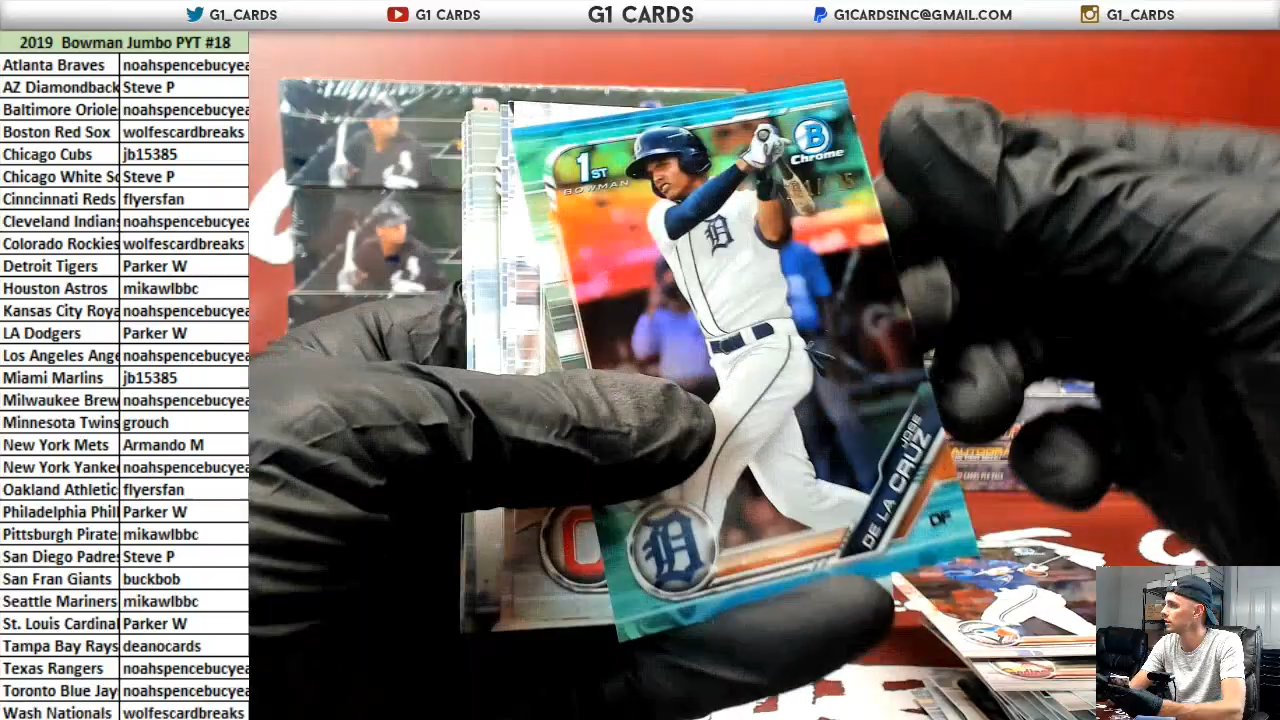 G1_CARDS G1 CARDS G1 CARDS G1CARDSINC@GMAIL.COM G1_CARDS
2019 Bowman Jumbo PYT #18
Atlanta Braves noahspencebucyea
AZ Diamondback Steve P
Baltimore Oriole noahspencebucyea
Boston Red Sox wolfescardbreaks
Chicago Cubs jb15385
Chicago White So Steve P
Cinncinnati Reds flyersfan
Cleveland Indian noahspencebucyea
Colorado Rockies wolfescardbreaks
Detroit Tigers Parker W
Houston Astros mikawlbbc
Kansas City Roya noahspencebucyea
LA Dodgers Parker W
Los Angeles Ange noahspencebucyea
Miami Marlins jb15385
Milwaukee Brew noahspencebucyea
Minnesota Twins grouch
New York Mets Armando M
New York Yanke noahspencebucyea
Oakland Athletic flyersfan
Philadelphia Phil Parker W
Pittsburgh Pirate mikawlbbc
San Diego Padre Steve P
San Fran Giants buckbob
Seattle Mariners mikawlbbc
St. Louis Cardinal Parker W
Tampa Bay Rays deanocards
Texas Rangers noahspencebucyea
Toronto Blue Jay noahspencebucyea
Wash Nationals wolfescardbreaks
1ST
BOWMAN
B
Chrome
D
JOSE
DE LA CRUZ
OF
D